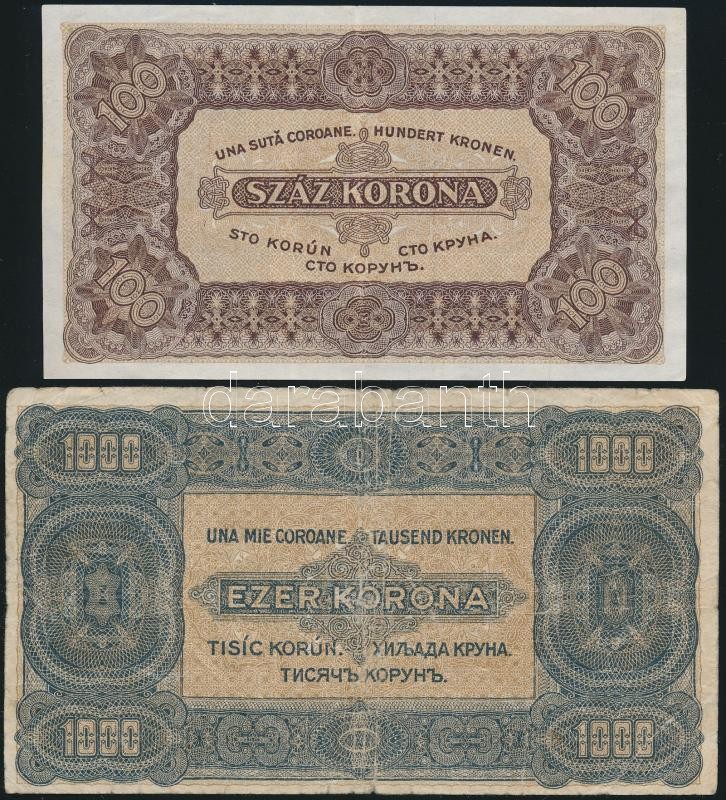 100 100
UNA SUTĂ COROANE. HUNDERT KRONEN.
SZÁZ KORONA
STO KORÚN СТО КРУНА.
СТО КОРУНЪ.
100 100
darabanth
1000 1000
UNA MIE COROANE. TAUSEND KRONEN.
EZER KORONA
TISÍC KORÚN. ХИЉАДА КРУНА.
ТИСЯЧЪ КОРУНЪ.
1000 1000